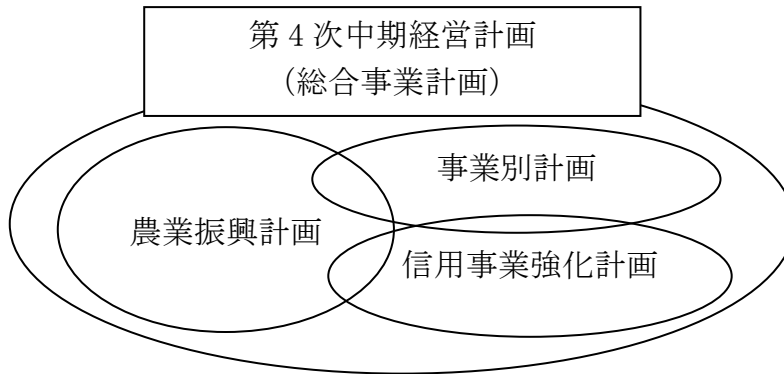 第４次中期経営計画
(総合事業計画)
事業別計画
農業振興計画
信用事業強化計画